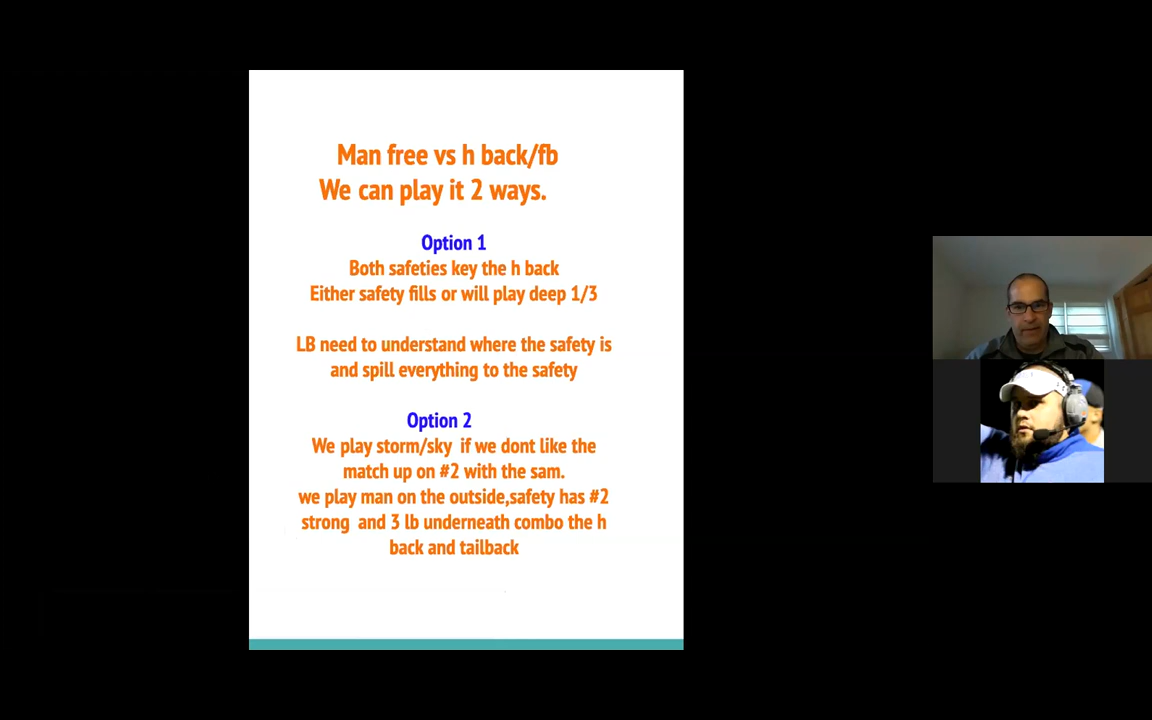 Man free vs h back/fb
We can play it 2 ways.
Option 1
Both safeties key the h back
Either safety fills or will play deep 1/3
LB need to understand where the safety is
and spill everything to the safety
Option 2
We play storm/sky if we dont like the
match up on #2 with the sam.
we play man on the outside,safety has #2
strong and 3 lb underneath combo the h
back and tailback